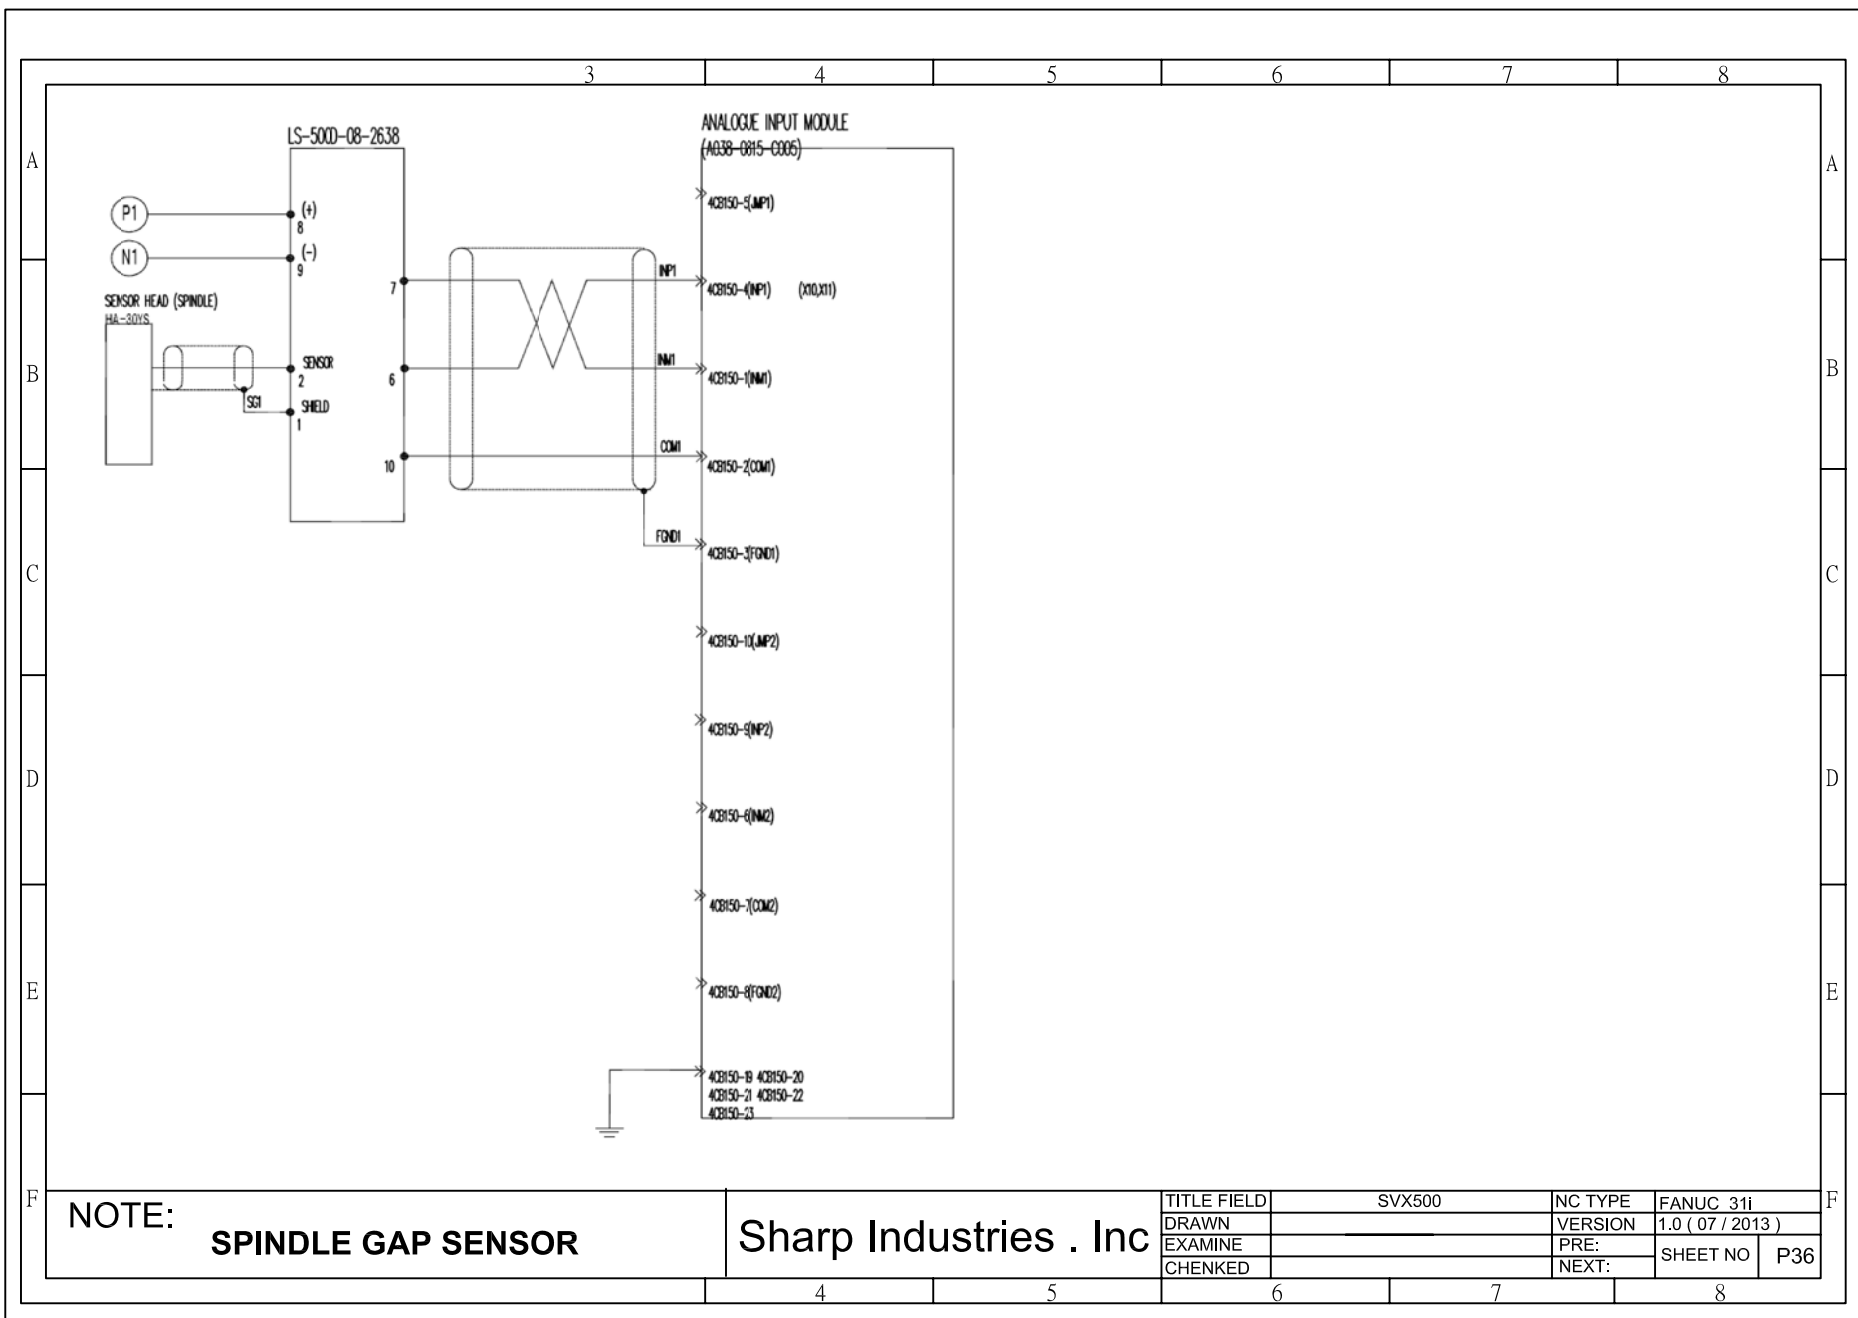 3 4 5 6 7 8
ANALOGUE INPUT MODULE
(A03B-0815-C005)
LS-500D-08-2638
A A
4CB150-5(JMP1)
P1 (+)
8
N1 (-)
9
INP1
7
4CB150-4(INP1) (X10,X11)
SENSOR HEAD (SPINDLE)
HA-30YS
B B
SENSOR
2
INM1
6
4CB150-1(INM1)
SG1 SHIELD
1
COM1
10
4CB150-2(COM1)
FGND1
4CB150-3(FGND1)
C C
4CB150-10(JMP2)
4CB150-9(INP2)
D D
4CB150-6(INM2)
4CB150-7(COM2)
4CB150-8(FGND2)
E E
4CB150-19 4CB150-20
4CB150-21 4CB150-22
4CB150-23
F F
NOTE:
SPINDLE GAP SENSOR
Sharp Industries . Inc
TITLE FIELD SVX500 NC TYPE FANUC 31i
DRAWN VERSION 1.0 ( 07 / 2013 )
EXAMINE PRE: SHEET NO P36
CHENKED NEXT:
4 5 6 7 8